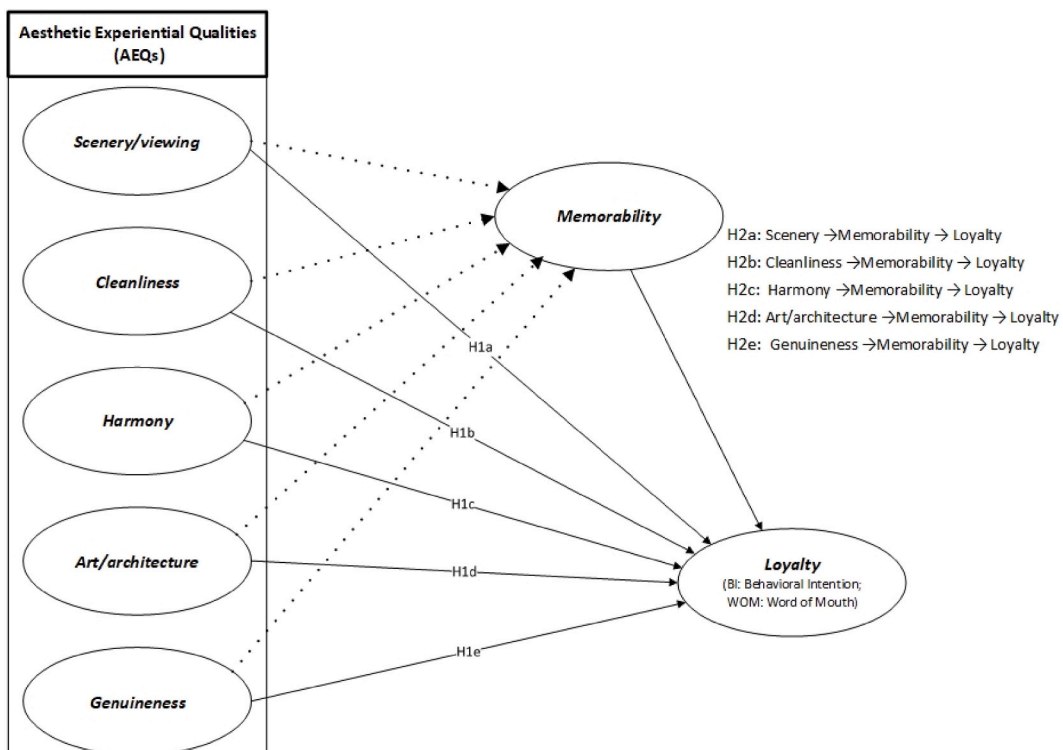 Aesthetic Experiential Qualities
(AEQs)
Scenery/viewing
Cleanliness
Harmony
Art/architecture
Genuineness
Memorability
H2a: Scenery →Memorability → Loyalty
H2b: Cleanliness →Memorability → Loyalty
H2c: Harmony →Memorability → Loyalty
H2d: Art/architecture →Memorability → Loyalty
H2e: Genuineness →Memorability → Loyalty
H1a
H1b
H1c
H1d
H1e
Loyalty
(BI: Behavioral Intention;
WOM: Word of Mouth)